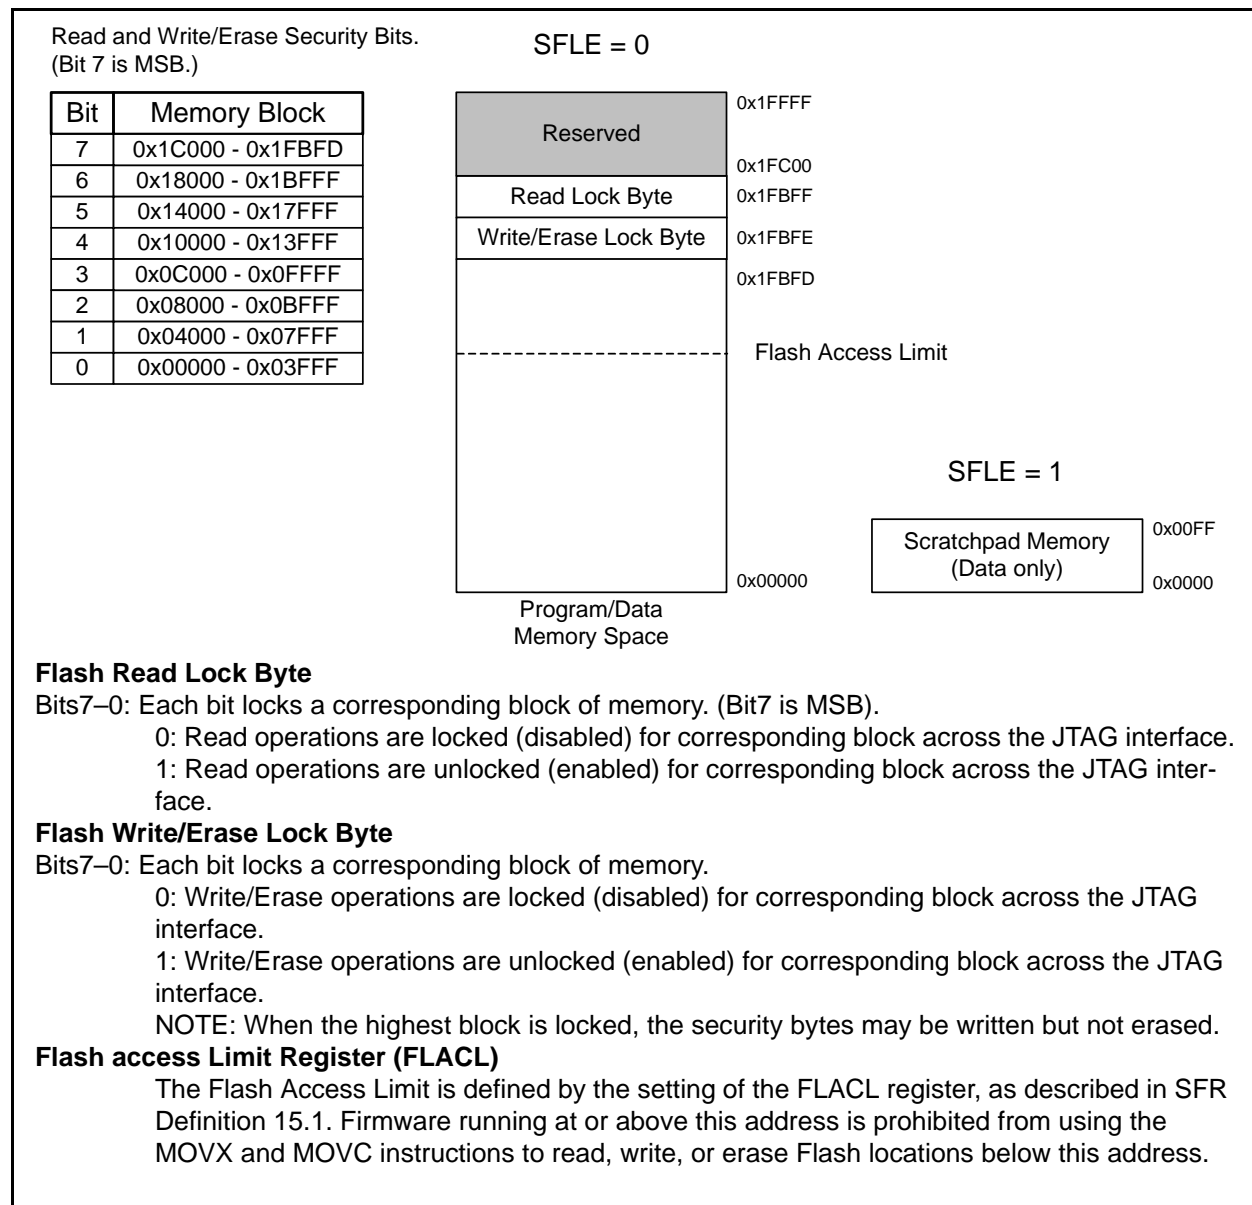 Read and Write/Erase Security Bits.
(Bit 7 is MSB.)
SFLE = 0
Bit Memory Block
7 0x1C000 - 0x1FBFD
6 0x18000 - 0x1BFFF
5 0x14000 - 0x17FFF
4 0x10000 - 0x13FFF
3 0x0C000 - 0x0FFFF
2 0x08000 - 0x0BFFF
1 0x04000 - 0x07FFF
0 0x00000 - 0x03FFF
0x1FFFF
Reserved
0x1FC00
Read Lock Byte 0x1FBFF
Write/Erase Lock Byte 0x1FBFE
0x1FBFD
Flash Access Limit
0x00000
Program/Data
Memory Space
SFLE = 1
Scratchpad Memory
(Data only)
0x00FF
0x0000
Flash Read Lock Byte
Bits7–0: Each bit locks a corresponding block of memory. (Bit7 is MSB).
0: Read operations are locked (disabled) for corresponding block across the JTAG interface.
1: Read operations are unlocked (enabled) for corresponding block across the JTAG inter-
face.
Flash Write/Erase Lock Byte
Bits7–0: Each bit locks a corresponding block of memory.
0: Write/Erase operations are locked (disabled) for corresponding block across the JTAG
interface.
1: Write/Erase operations are unlocked (enabled) for corresponding block across the JTAG
interface.
NOTE: When the highest block is locked, the security bytes may be written but not erased.
Flash access Limit Register (FLACL)
The Flash Access Limit is defined by the setting of the FLACL register, as described in SFR
Definition 15.1. Firmware running at or above this address is prohibited from using the
MOVX and MOVC instructions to read, write, or erase Flash locations below this address.